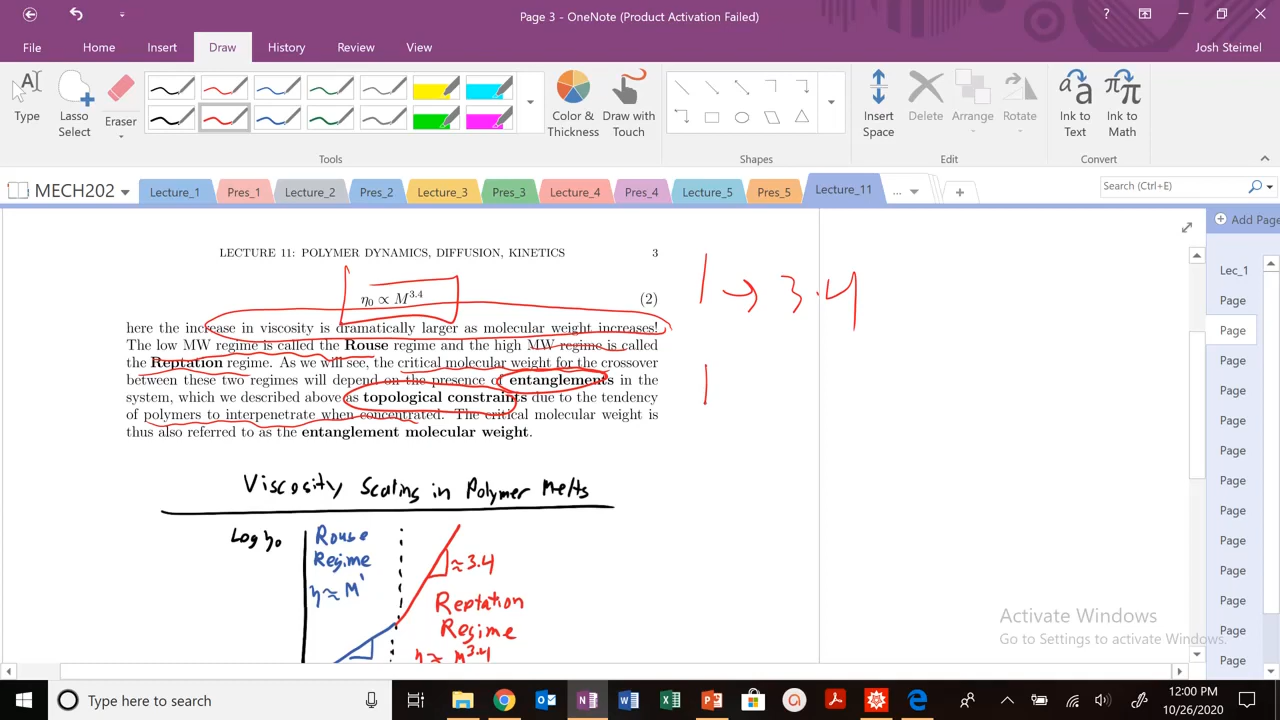 Page 3 - OneNote (Product Activation Failed)
File Home Insert Draw History Review View Josh Steimel
Type Lasso Select Eraser Color & Thickness Draw with Touch Insert Space Delete Arrange Rotate Ink to Text Ink to Math
Tools Shapes Edit Convert
MECH202 Lecture_1 Pres_1 Lecture_2 Pres_2 Lecture_3 Pres_3 Lecture_4 Pres_4 Lecture_5 Pres_5 Lecture_11 ... Search (Ctrl+E)
Add Page
LECTURE 11: POLYMER DYNAMICS, DIFFUSION, KINETICS 3
η₀ ∝ M^3.4 (2)
1 → 3.4
here the increase in viscosity is dramatically larger as molecular weight increases!
The low MW regime is called the Rouse regime and the high MW regime is called
the Reptation regime. As we will see, the critical molecular weight for the crossover
between these two regimes will depend on the presence of entanglements in the
system, which we described above as topological constraints due to the tendency
of polymers to interpenetrate when concentrated. The critical molecular weight is
thus also referred to as the entanglement molecular weight.
Viscosity Scaling in Polymer Melts
Log η₀
Rouse
Regime
η ≈ M^1
≈ 3.4
Reptation
Regime
η ≈ M^3.4
Lec_1
Page
Page
Page
Page
Page
Page
Page
Page
Page
Page
Page
Page
Page
Activate Windows
Go to Settings to activate Windows.
Type here to search
12:00 PM
10/26/2020